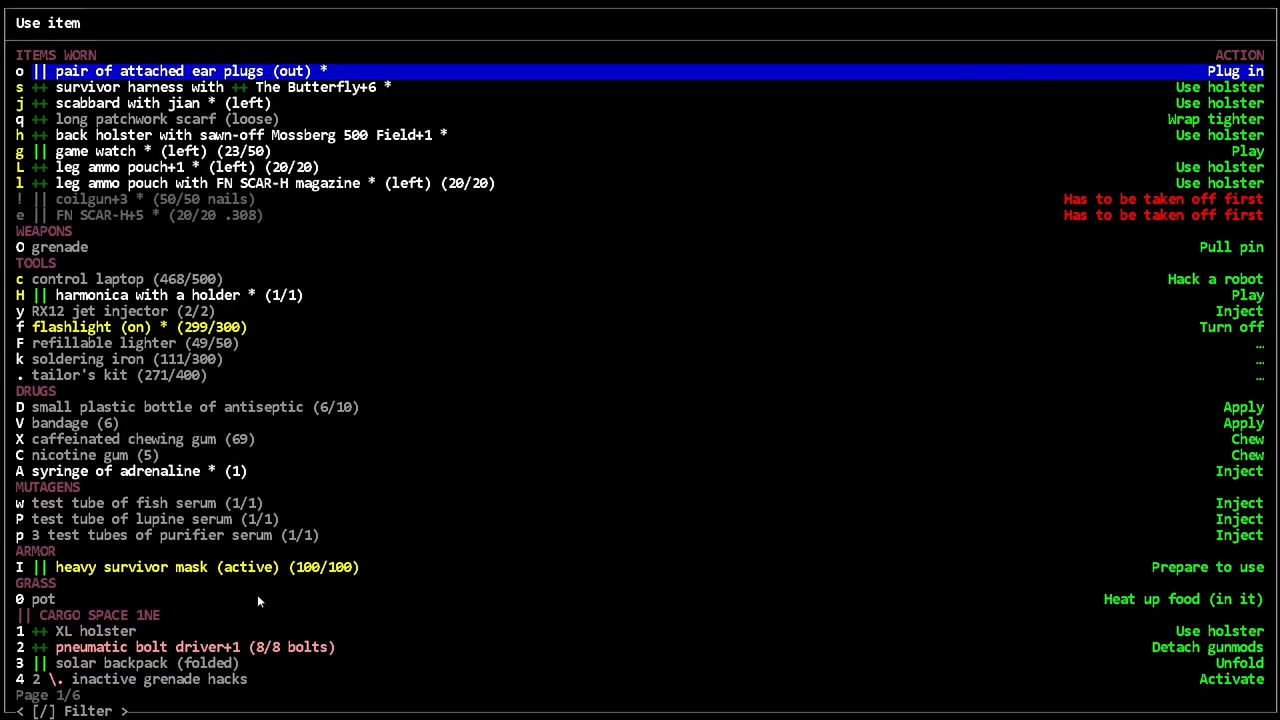 Use item
ITEMS WORN ACTION
o || pair of attached ear plugs (out) * Plug in
s ++ survivor harness with ++ The Butterfly+6 * Use holster
j ++ scabbard with jian * (left) Use holster
q ++ long patchwork scarf (loose) Wrap tighter
h ++ back holster with sawn-off Mossberg 500 Field+1 * Use holster
g || game watch * (left) (23/50) Play
L ++ leg ammo pouch+1 * (left) (20/20) Use holster
l ++ leg ammo pouch with FN SCAR-H magazine * (left) (20/20) Use holster
! || coilgun+3 * (50/50 nails) Has to be taken off first
e || FN SCAR-H+5 * (20/20 .308) Has to be taken off first
WEAPONS
O grenade Pull pin
TOOLS
c control laptop (468/500) Hack a robot
H || harmonica with a holder * (1/1) Play
y RX12 jet injector (2/2) Inject
f flashlight (on) * (299/300) Turn off
F refillable lighter (49/50) …
k soldering iron (111/300) …
. tailor's kit (271/400) …
DRUGS
D small plastic bottle of antiseptic (6/10) Apply
V bandage (6) Apply
X caffeinated chewing gum (69) Chew
C nicotine gum (5) Chew
A syringe of adrenaline * (1) Inject
MUTAGENS
w test tube of fish serum (1/1) Inject
P test tube of lupine serum (1/1) Inject
p 3 test tubes of purifier serum (1/1) Inject
ARMOR
I || heavy survivor mask (active) (100/100) Prepare to use
GRASS
0 pot Heat up food (in it)
|| CARGO SPACE 1NE
1 ++ XL holster Use holster
2 ++ pneumatic bolt driver+1 (8/8 bolts) Detach gunmods
3 || solar backpack (folded) Unfold
4 2 \. inactive grenade hacks Activate
Page 1/6
< [/] Filter >